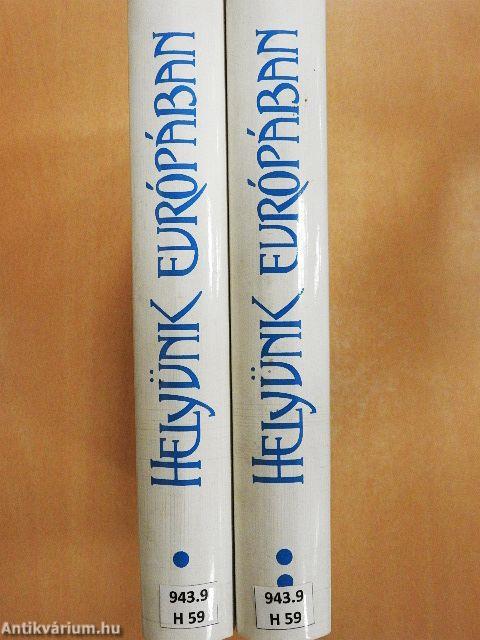 HELYÜNK EURÓPÁBAN
943.9
H 59
HELYÜNK EURÓPÁBAN
943.9
H 59
Antikvárium.hu